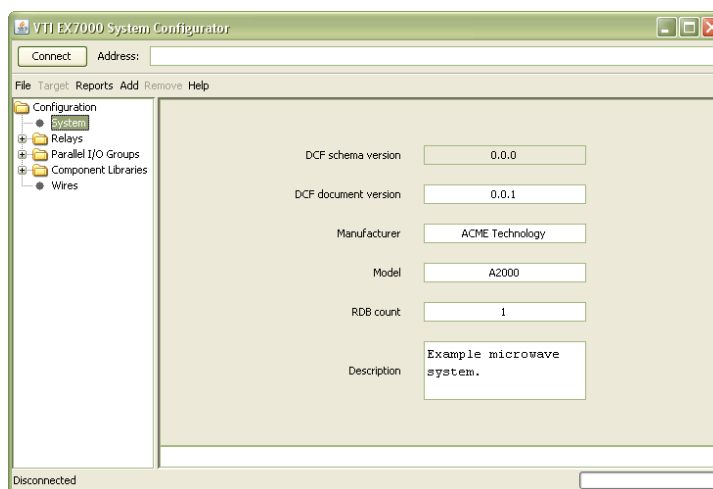 VTI EX7000 System Configurator
Connect Address:
File Target Reports Add Remove Help
Configuration
System
Relays
Parallel I/O Groups
Component Libraries
Wires
DCF schema version 0.0.0
DCF document version 0.0.1
Manufacturer ACME Technology
Model A2000
RDB count 1
Description Example microwave
system.
Disconnected